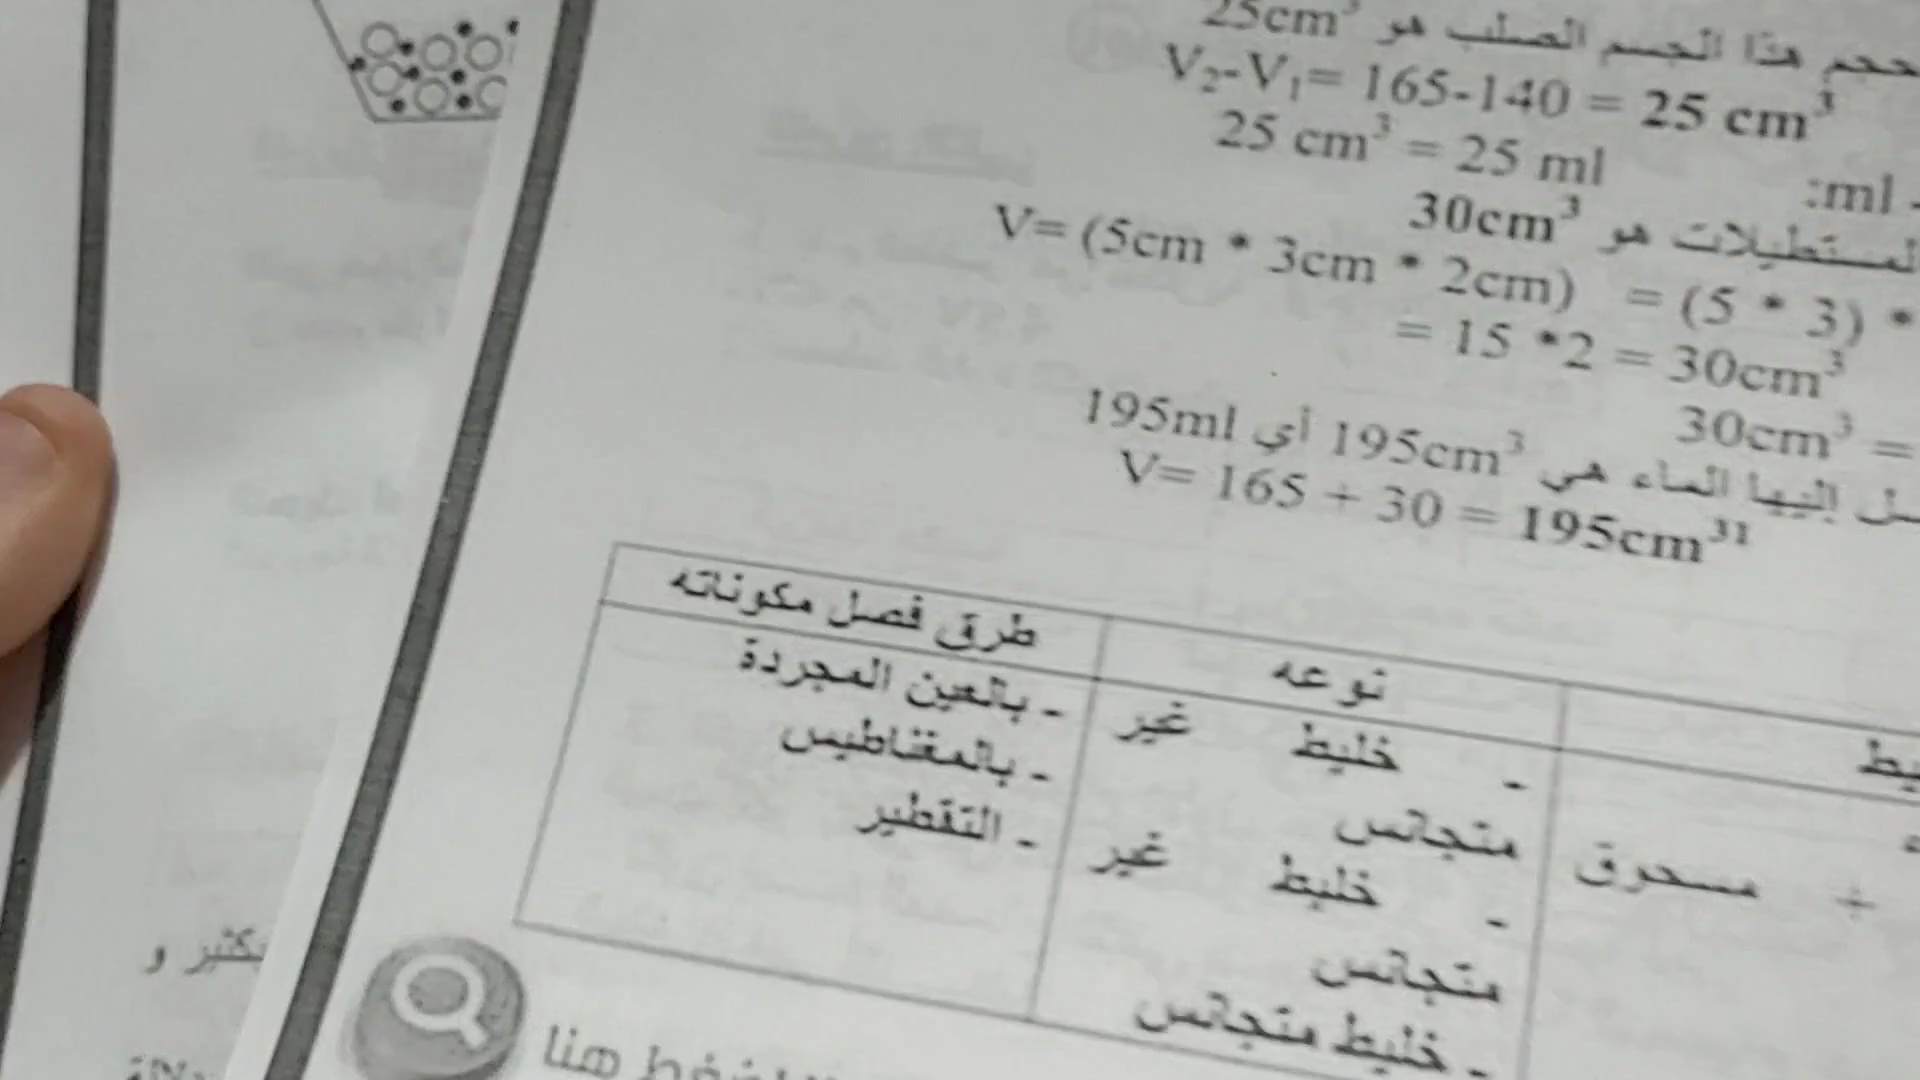 حجم هذا الجسم الصلب هو 25cm³
V₂-V₁= 165-140 = 25 cm³
25 cm³ = 25 ml
- ml:
المستطيلات هو 30cm³
V= (5cm * 3cm * 2cm) = (5 * 3) *
= 15 *2 = 30cm³
30cm³ =
إليها الماء هي 195cm³ أي 195ml
V= 165 + 30 = 195cm³¹
نوعه
طرق فصل مكوناته
+ مسحوق
- خليط غير متجانس
- خليط غير متجانس
- خليط متجانس
- بالعين المجردة
- بالمغناطيس
- التقطير
هنا